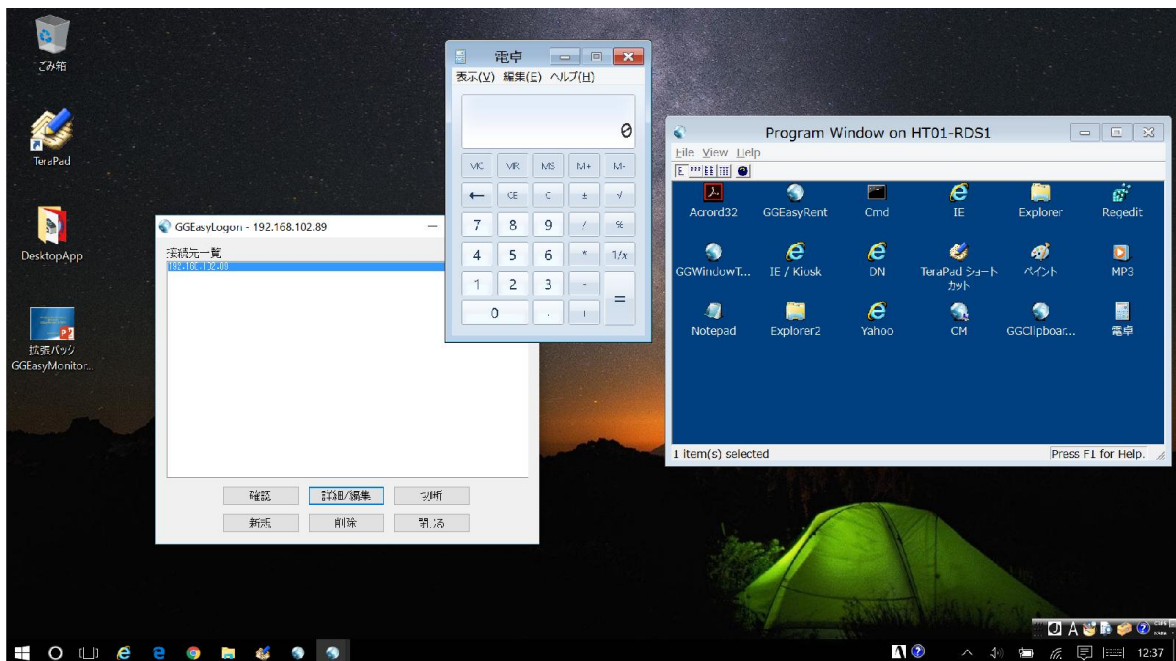 ごみ箱
TeraPad
DesktopApp
拡張パック
GGEasyMonitor...
GGEasyLogon - 192.168.102.89
接続先一覧
192.168.102.89
確認 詳細/編集 切断
新規 削除 閉じる
電卓
表示(V) 編集(E) ヘルプ(H)
0
MC MR MS M+ M-
← CE C ± √
7 8 9 / %
4 5 6 * 1/x
1 2 3 - =
0 . +
Program Window on HT01-RDS1
File View Help
Acrord32 GGEasyRent Cmd IE Explorer Regedit
GGWindowT... IE / Kiosk DN TeraPad ショートカット ペイント MP3
Notepad Explorer2 Yahoo CM GGClipboar... 電卓
1 item(s) selected Press F1 for Help.
A
12:37